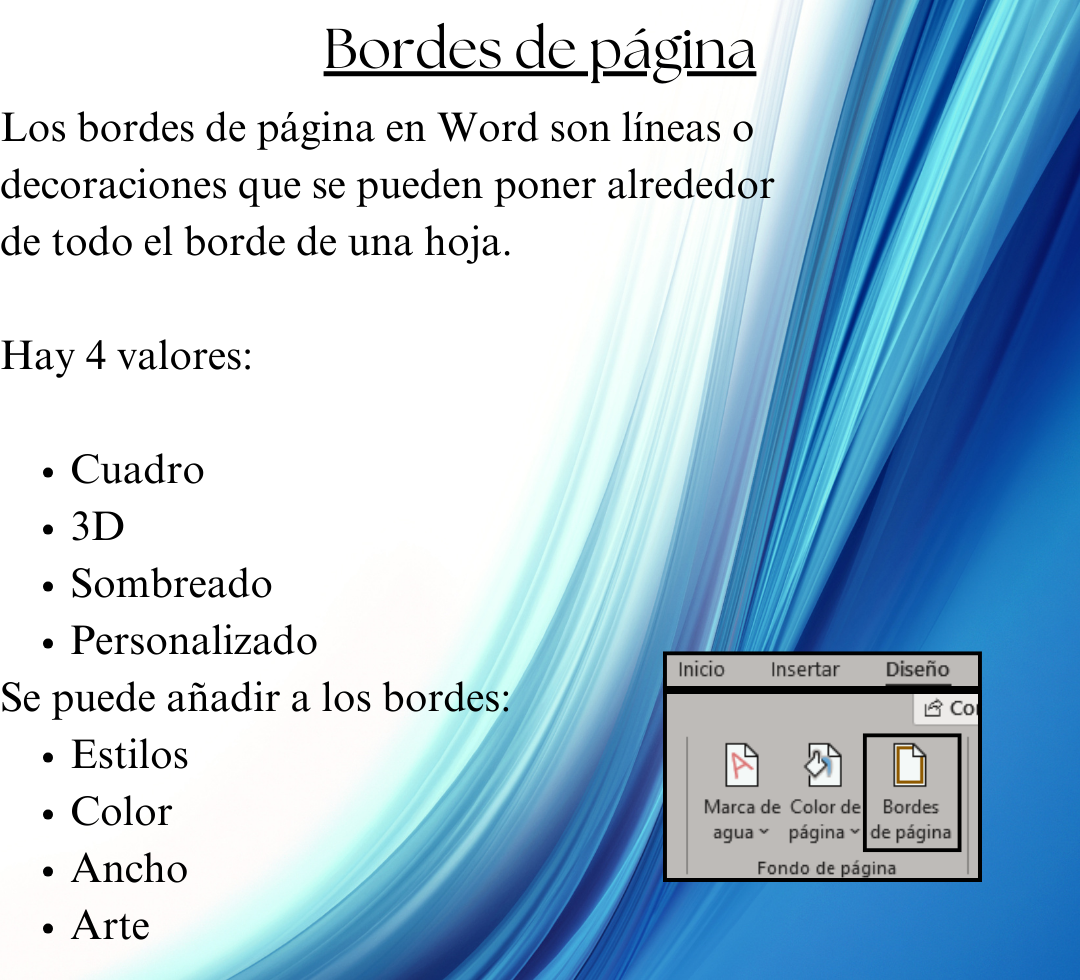 Bordes de página
Los bordes de página en Word son líneas o
decoraciones que se pueden poner alrededor
de todo el borde de una hoja.
Hay 4 valores:
• Cuadro
• 3D
• Sombreado
• Personalizado
Se puede añadir a los bordes:
• Estilos
• Color
• Ancho
• Arte
Inicio Insertar Diseño
Co
Marca de Color de Bordes
agua página de página
Fondo de página